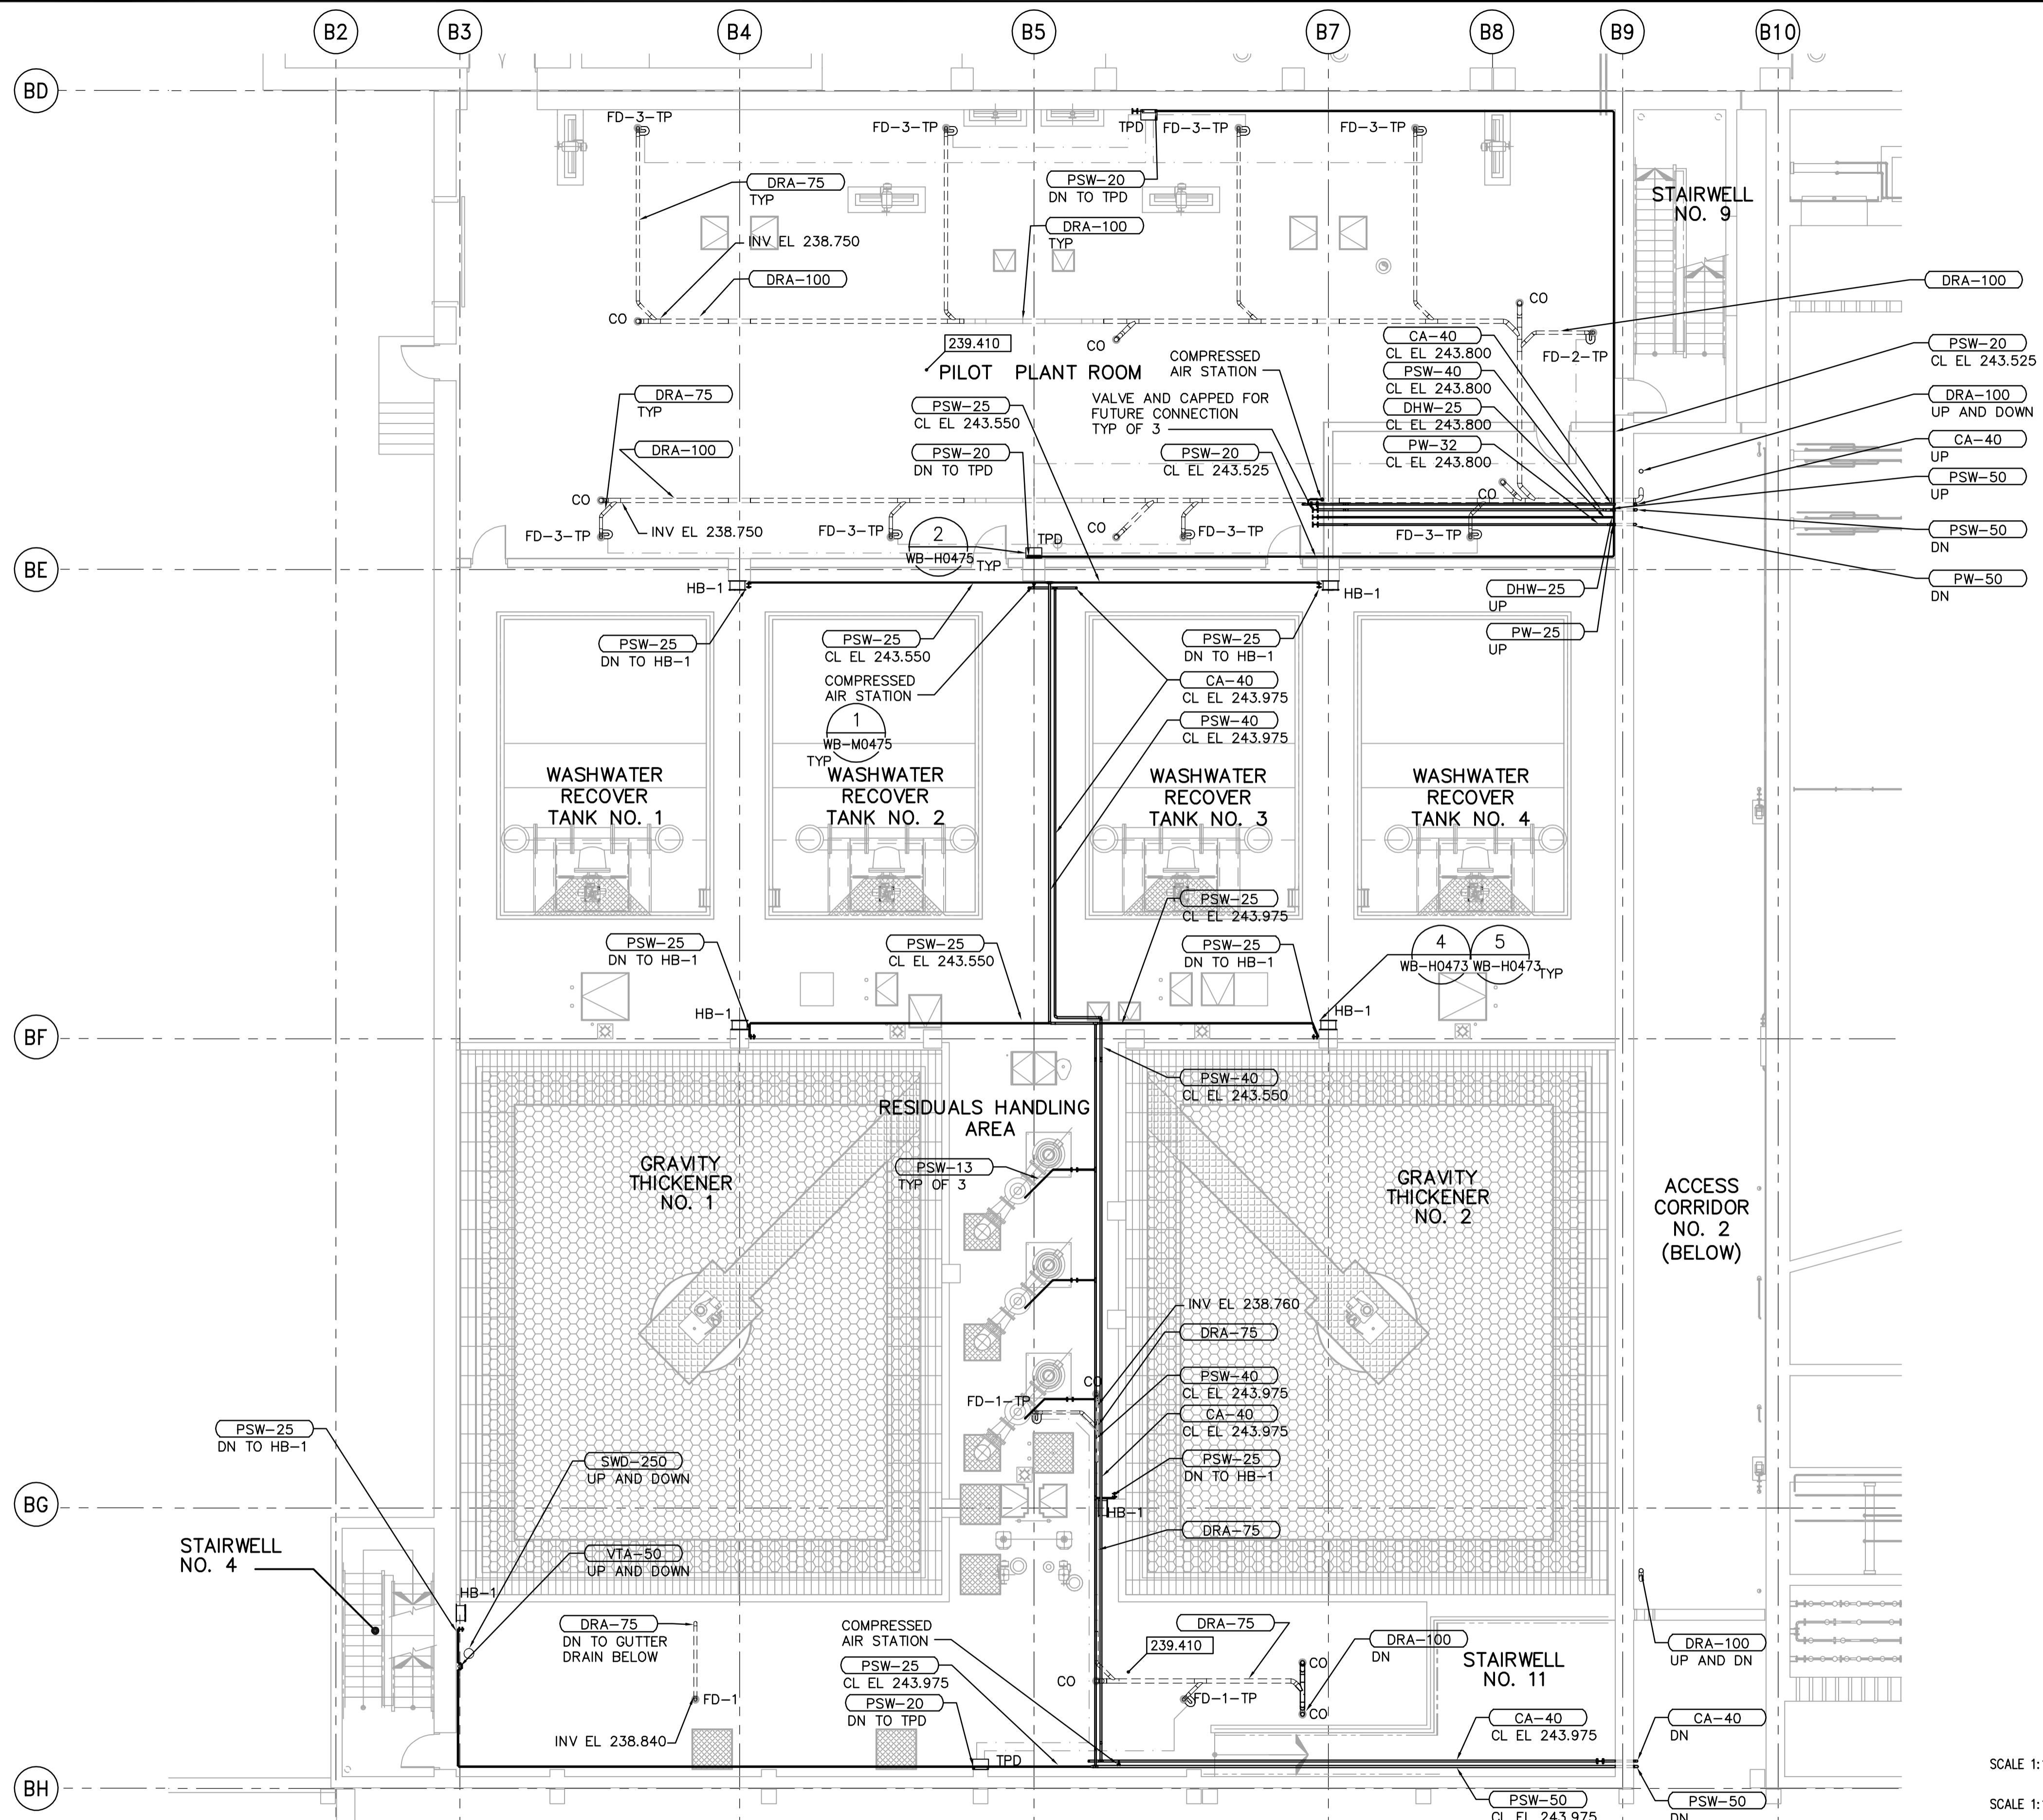 B2
B3
B4
B5
B7
B8
B9
B10
BD
FD-3-TP
FD-3-TP
TPD
FD-3-TP
FD-3-TP
DRA-75
TYP
PSW-20
DN TO TPD
STAIRWELL
NO. 9
DRA-100
TYP
INV EL 238.750
DRA-100
DRA-100
CO
CO
CA-40
CL EL 243.800
239.410
CO
COMPRESSED
AIR STATION
FD-2-TP
PSW-20
CL EL 243.525
PILOT PLANT ROOM
PSW-40
CL EL 243.800
DRA-75
TYP
PSW-25
CL EL 243.550
VALVE AND CAPPED FOR
FUTURE CONNECTION
TYP OF 3
DHW-25
CL EL 243.800
DRA-100
UP AND DOWN
DRA-100
PSW-20
DN TO TPD
PSW-20
CL EL 243.525
PW-32
CL EL 243.800
CA-40
UP
PSW-50
UP
CO
CO
INV EL 238.750
FD-3-TP
FD-3-TP
CO
FD-3-TP
FD-3-TP
PSW-50
DN
2
WB-H0475
TYP
TPD
BE
HB-1
HB-1
DHW-25
UP
PW-50
DN
PSW-25
DN TO HB-1
PSW-25
CL EL 243.550
PSW-25
DN TO HB-1
PW-25
UP
COMPRESSED
AIR STATION
CA-40
CL EL 243.975
1
WB-M0475
TYP
PSW-40
CL EL 243.975
WASHWATER
RECOVER
TANK NO. 1
WASHWATER
RECOVER
TANK NO. 2
WASHWATER
RECOVER
TANK NO. 3
WASHWATER
RECOVER
TANK NO. 4
PSW-25
CL EL 243.975
PSW-25
DN TO HB-1
PSW-25
CL EL 243.550
PSW-25
DN TO HB-1
4
WB-H0473
5
WB-H0473
TYP
HB-1
HB-1
BF
PSW-40
CL EL 243.550
RESIDUALS HANDLING
AREA
GRAVITY
THICKENER
NO. 1
PSW-13
TYP OF 3
GRAVITY
THICKENER
NO. 2
ACCESS
CORRIDOR
NO. 2
(BELOW)
INV EL 238.760
DRA-75
CO
PSW-40
CL EL 243.975
FD-1-TP
CA-40
CL EL 243.975
PSW-25
DN TO HB-1
SWD-250
UP AND DOWN
PSW-25
DN TO HB-1
BG
HB-1
DRA-75
STAIRWELL
NO. 4
VTA-50
UP AND DOWN
HB-1
DRA-75
DN TO GUTTER
DRAIN BELOW
COMPRESSED
AIR STATION
DRA-75
239.410
DRA-100
DN
STAIRWELL
NO. 11
DRA-100
UP AND DN
PSW-25
CL EL 243.975
CO
CO
FD-1
FD-1-TP
CO
PSW-20
DN TO TPD
INV EL 238.840
TPD
CA-40
CL EL 243.975
CA-40
DN
SCALE 1:
BH
PSW-50
CL EL 243.975
PSW-50
DN
SCALE 1: